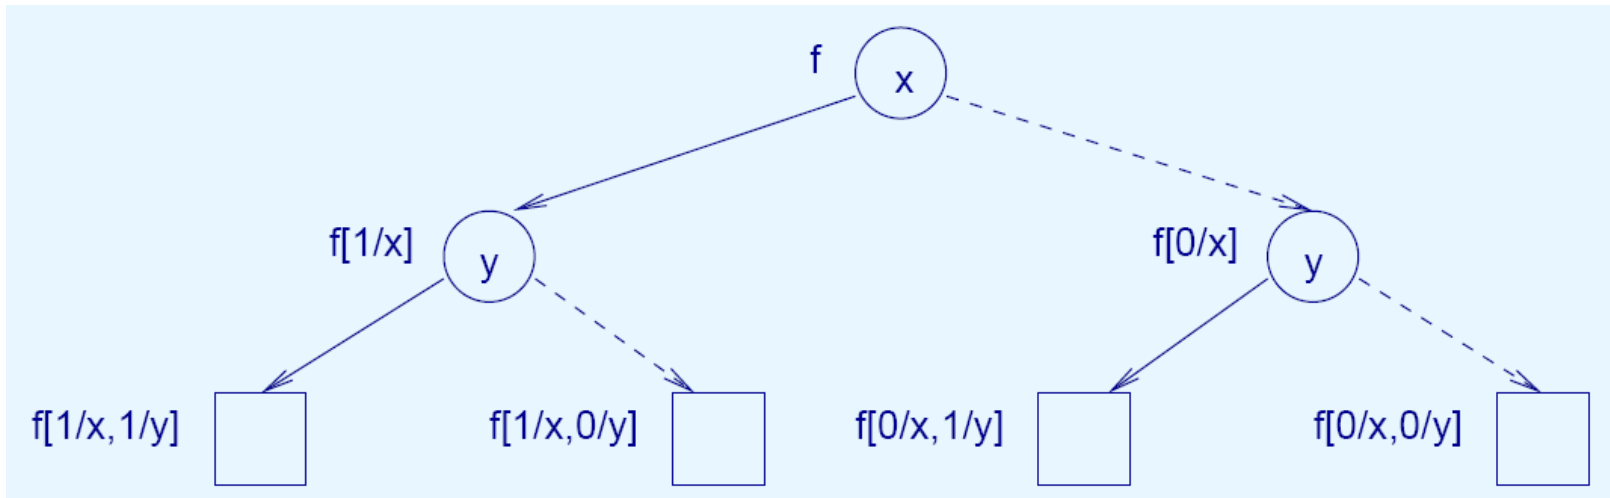 f
x
f[1/x]
y
f[0/x]
y
f[1/x,1/y]
f[1/x,0/y]
f[0/x,1/y]
f[0/x,0/y]